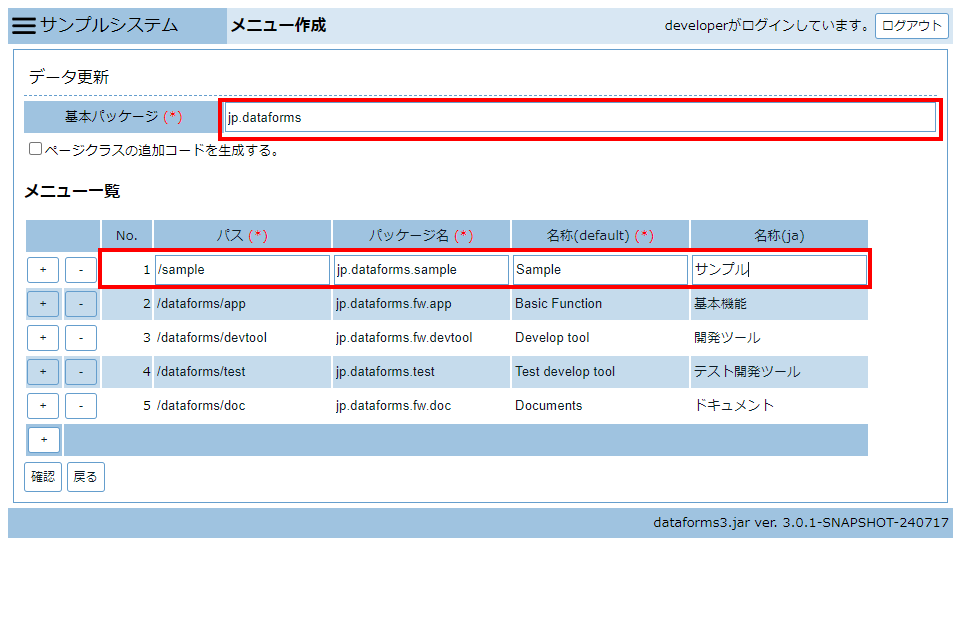 サンプルシステム メニュー作成 developerがログインしています。 ログアウト
データ更新
基本パッケージ (*) jp.dataforms
ページクラスの追加コードを生成する。
メニュー一覧
No. パス (*) パッケージ名 (*) 名称(default) (*) 名称(ja)
+ - 1 /sample jp.dataforms.sample Sample サンプル
+ - 2 /dataforms/app jp.dataforms.fw.app Basic Function 基本機能
+ - 3 /dataforms/devtool jp.dataforms.fw.devtool Develop tool 開発ツール
+ - 4 /dataforms/test jp.dataforms.test Test develop tool テスト開発ツール
+ - 5 /dataforms/doc jp.dataforms.fw.doc Documents ドキュメント
+
確認 戻る
dataforms3.jar ver. 3.0.1-SNAPSHOT-240717